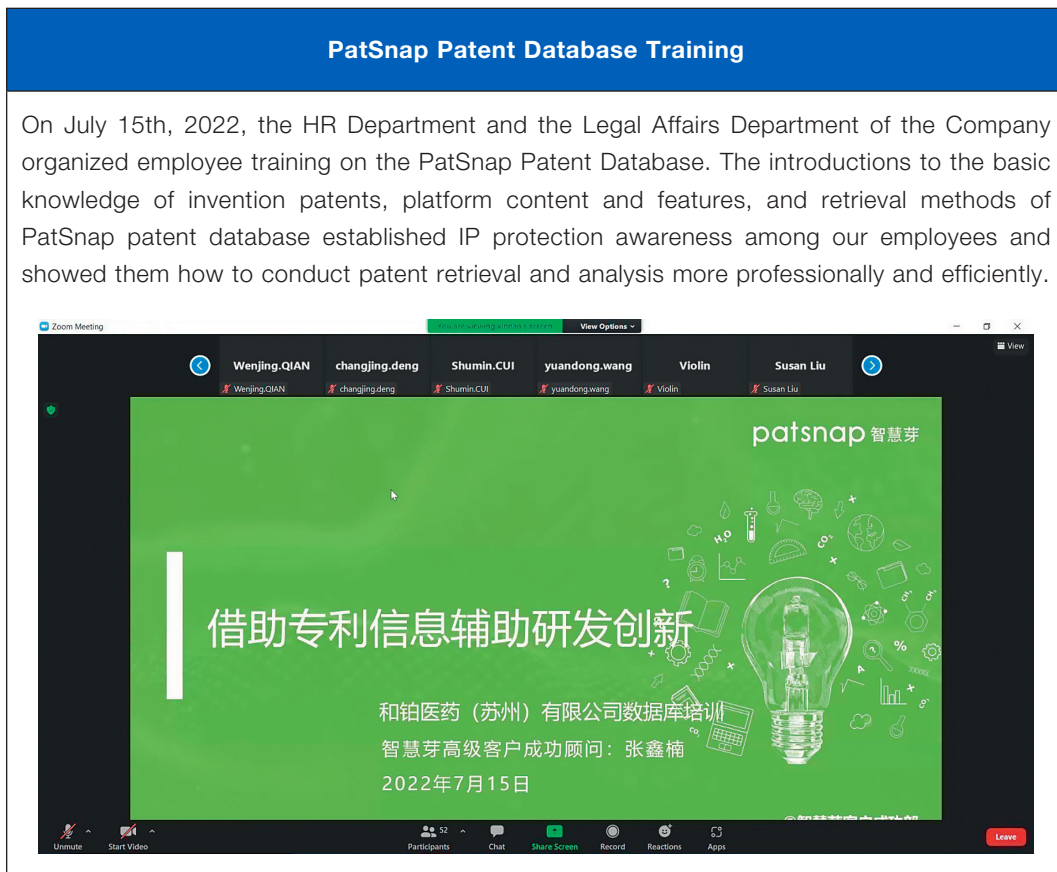 PatSnap Patent Database Training
On July 15th, 2022, the HR Department and the Legal Affairs Department of the Company
organized employee training on the PatSnap Patent Database. The introductions to the basic
knowledge of invention patents, platform content and features, and retrieval methods of
PatSnap patent database established IP protection awareness among our employees and
showed them how to conduct patent retrieval and analysis more professionally and efficiently.
Zoom Meeting
View Options
View
Wenjing.QIAN changjing.deng Shumin.CUI yuandong.wang Violin Susan Liu
Wenjing.QIAN changjing.deng Shumin.CUI yuandong.wang Violin Susan Liu
patsnap 智慧芽
H₂O
CO₂
?
CH₄
%
A
CO₂
借助专利信息辅助研发创新
和铂医药（苏州）有限公司数据库培训
智慧芽高级客户成功顾问：张鑫楠
2022年7月15日
Unmute Start Video Participants 52 Chat Share Screen Record Reactions Apps Leave